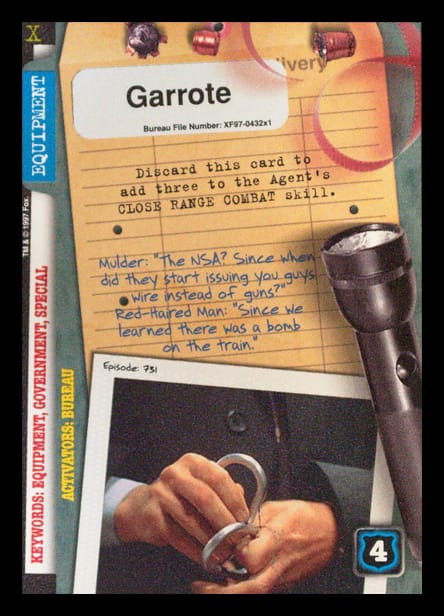 X
EQUIPMENT
TM & © 1997 Fox.
KEYWORDS: EQUIPMENT, GOVERNMENT, SPECIAL
ACTIVATORS: BUREAU
livery
Garrote
Bureau File Number: XF97-0432x1
Discard this card to
add three to the Agent's
CLOSE RANGE COMBAT skill.
Mulder: "The NSA? Since when
did they start issuing you guys
wire instead of guns?"
Red-Haired Man: "Since we
learned there was a bomb
on the train."
Episode: 731
4